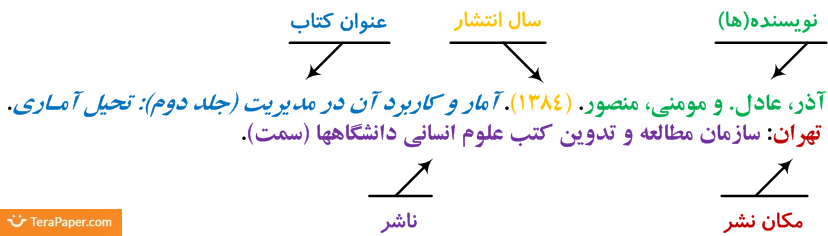 نویسنده(ها)
سال انتشار
عنوان کتاب
آذر، عادل. و مومنی، منصور. (۱۳۸۴). آمار و کاربرد آن در مدیریت (جلد دوم): تحیل آماری.
تهران: سازمان مطالعه و تدوین کتب علوم انسانی دانشگاهها (سمت).
مکان نشر
ناشر
TeraPaper.com